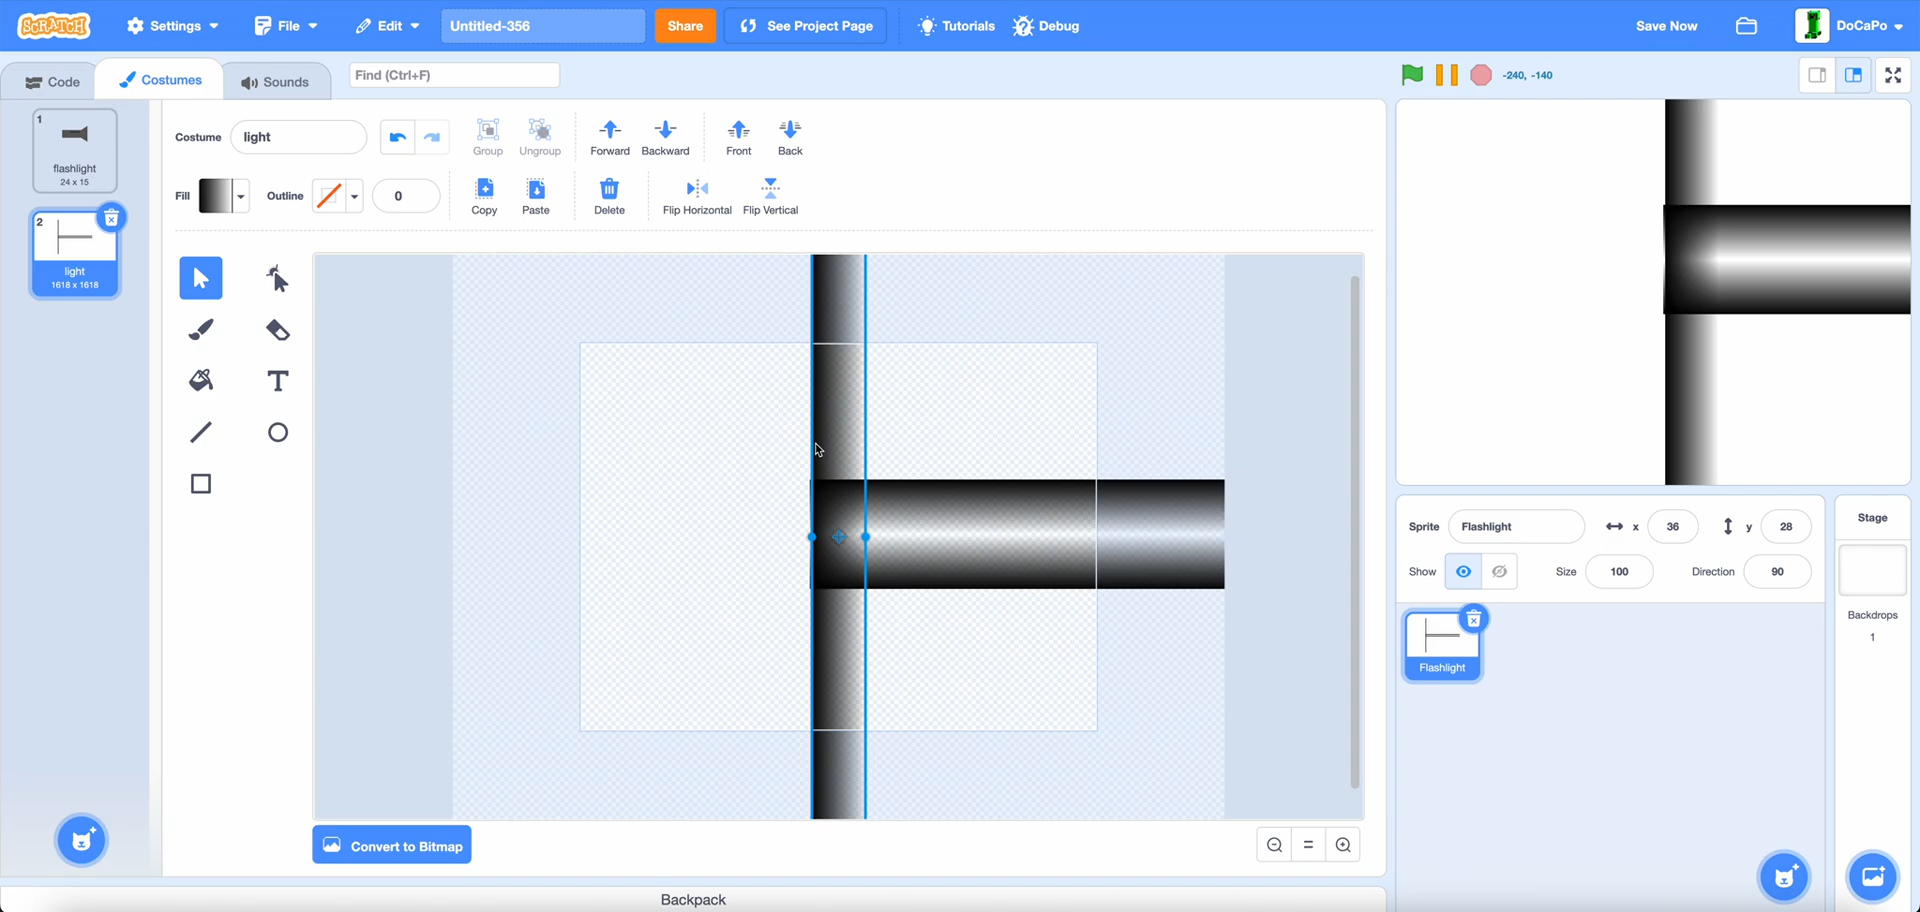 SCRATCH
Settings
File
Edit
Untitled-356
Share
See Project Page
Tutorials
Debug
Save Now
DoCaPo
Code
Costumes
Sounds
Find (Ctrl+F)
-240, -140
1
flashlight
24 x 15
2
light
1618 x 1618
Costume
light
Group
Ungroup
Forward
Backward
Front
Back
Fill
Outline
0
Copy
Paste
Delete
Flip Horizontal
Flip Vertical
T
Convert to Bitmap
Backpack
Sprite
Flashlight
x
36
y
28
Show
Size
100
Direction
90
Flashlight
Stage
Backdrops
1